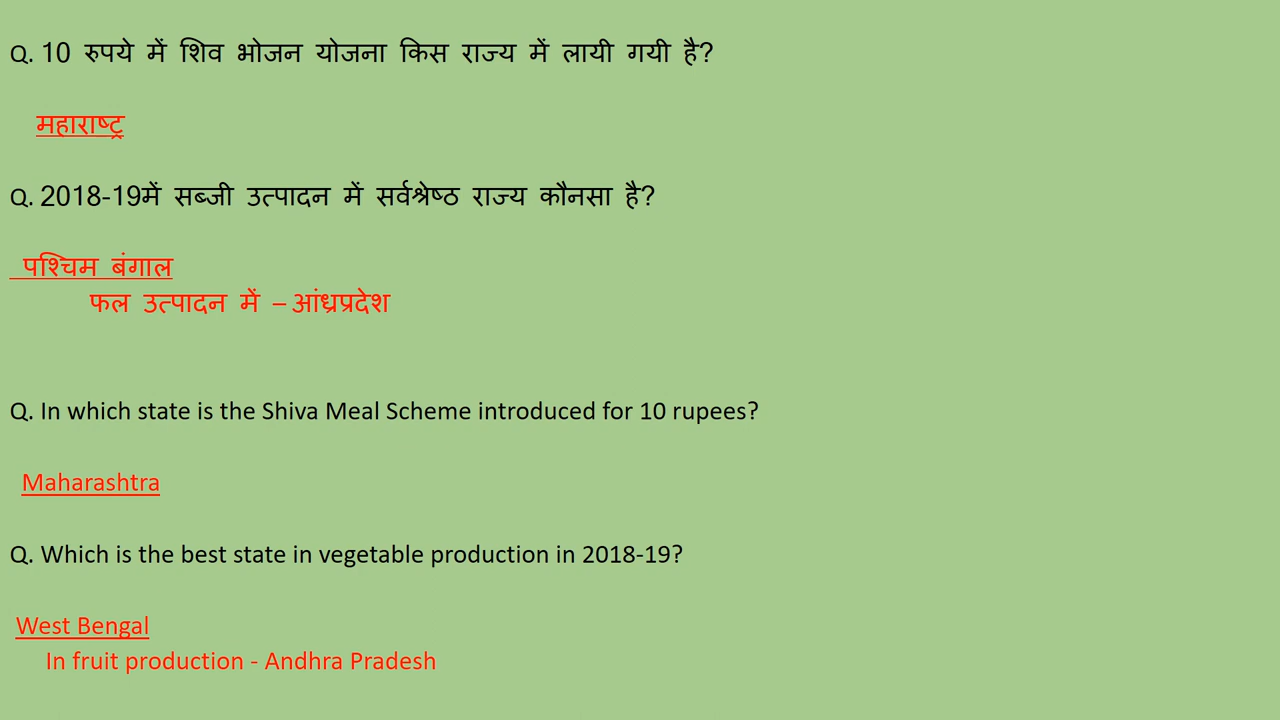 Q. 10 रुपये में शिव भोजन योजना किस राज्य में लायी गयी है?
महाराष्ट्र
Q. 2018-19में सब्जी उत्पादन में सर्वश्रेष्ठ राज्य कौनसा है?
पश्चिम बंगाल
फल उत्पादन में – आंध्रप्रदेश
Q. In which state is the Shiva Meal Scheme introduced for 10 rupees?
Maharashtra
Q. Which is the best state in vegetable production in 2018-19?
West Bengal
In fruit production - Andhra Pradesh